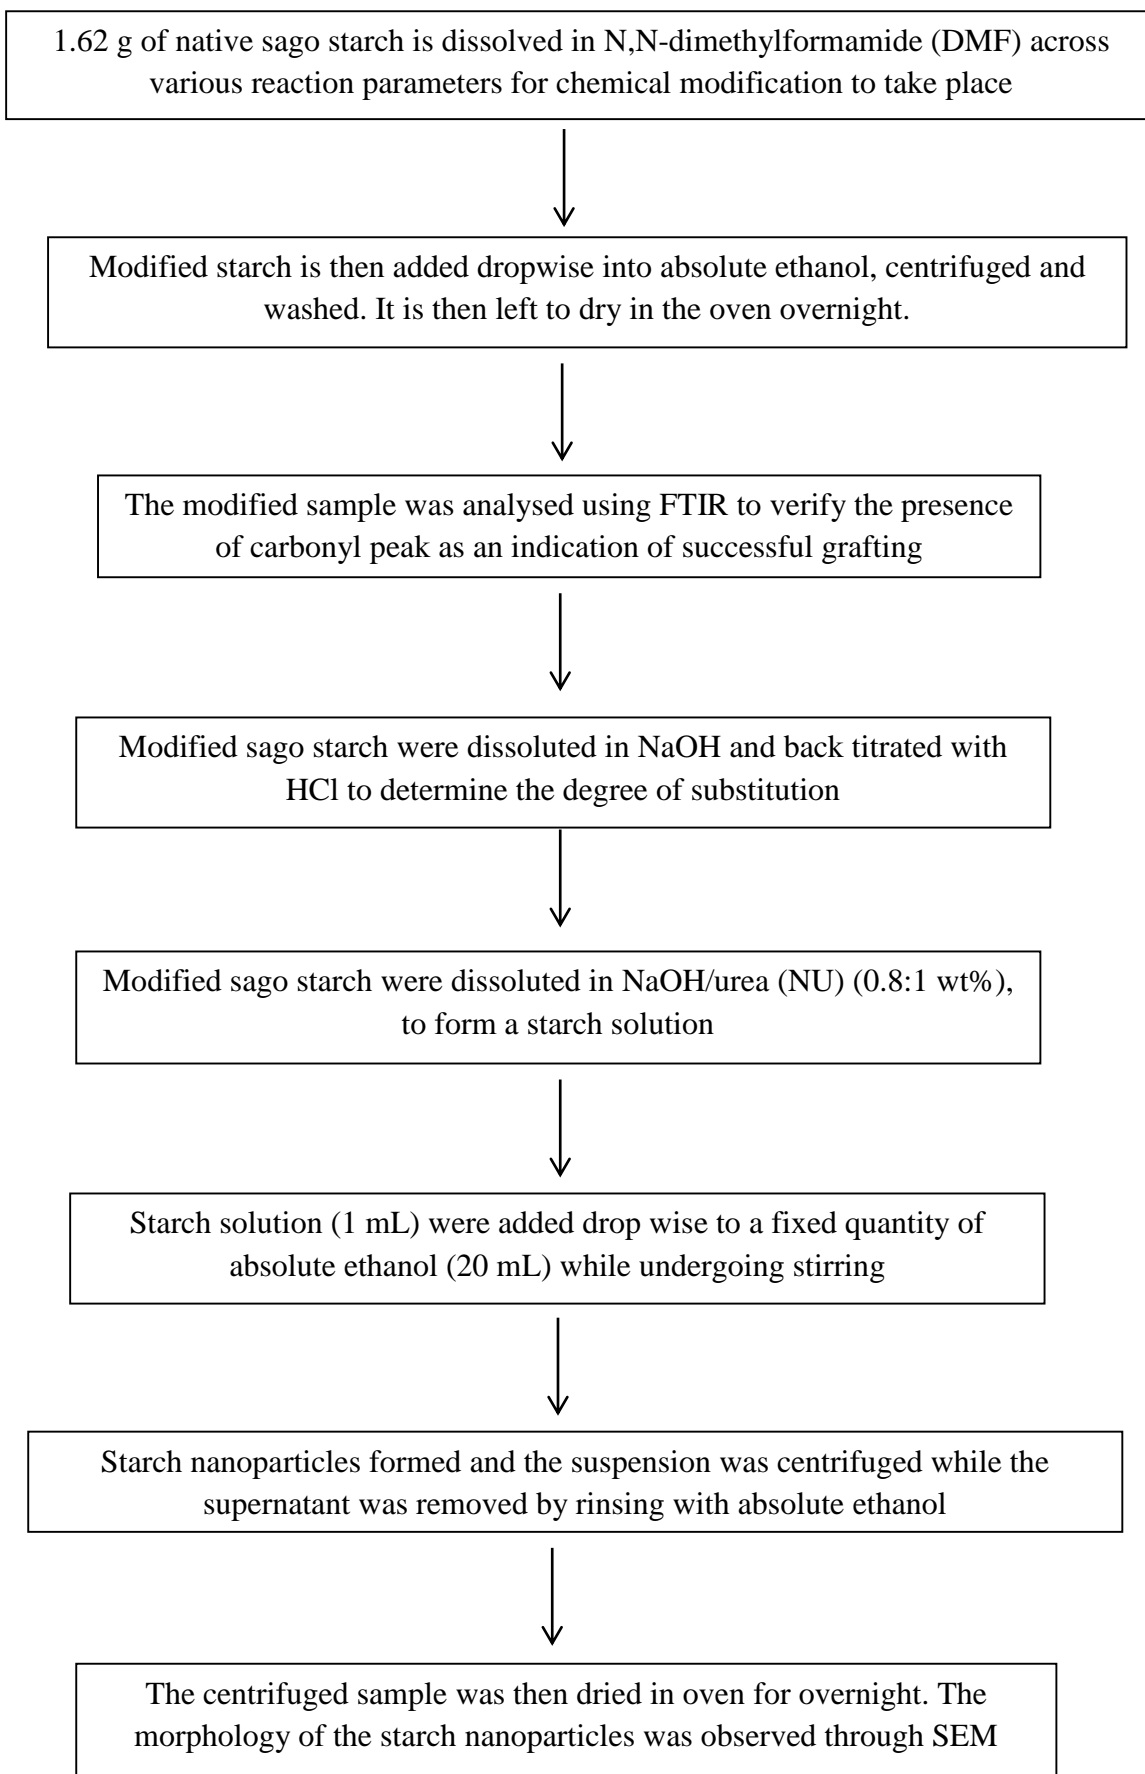 1.62 g of native sago starch is dissolved in N,N-dimethylformamide (DMF) across
various reaction parameters for chemical modification to take place
Modified starch is then added dropwise into absolute ethanol, centrifuged and
washed. It is then left to dry in the oven overnight.
The modified sample was analysed using FTIR to verify the presence
of carbonyl peak as an indication of successful grafting
Modified sago starch were dissoluted in NaOH and back titrated with
HCl to determine the degree of substitution
Modified sago starch were dissoluted in NaOH/urea (NU) (0.8:1 wt%),
to form a starch solution
Starch solution (1 mL) were added drop wise to a fixed quantity of
absolute ethanol (20 mL) while undergoing stirring
Starch nanoparticles formed and the suspension was centrifuged while the
supernatant was removed by rinsing with absolute ethanol
The centrifuged sample was then dried in oven for overnight. The
morphology of the starch nanoparticles was observed through SEM